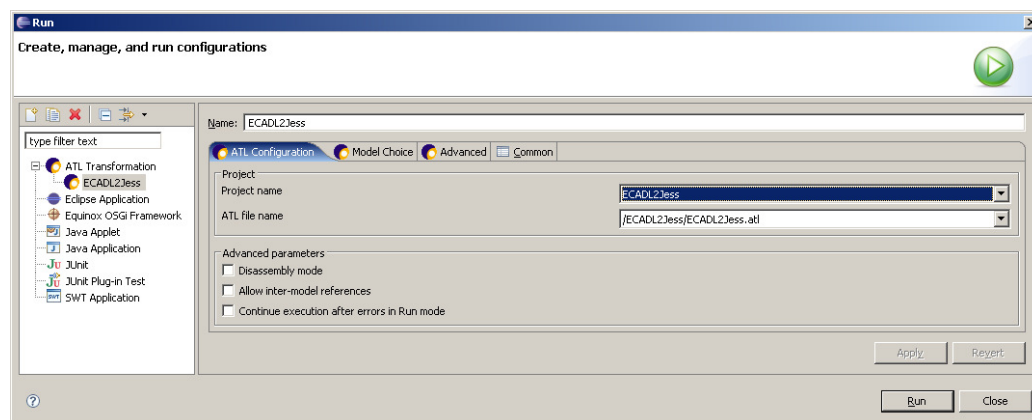 Run
Create, manage, and run configurations
type filter text
ATL Transformation
ECADL2Jess
Eclipse Application
Equinox OSGi Framework
Java Applet
Java Application
JUnit
JUnit Plug-in Test
SWT Application
Name: ECADL2Jess
ATL Configuration Model Choice Advanced Common
Project
Project name ECADL2Jess
ATL file name /ECADL2Jess/ECADL2Jess.atl
Advanced parameters
Disassembly mode
Allow inter-model references
Continue execution after errors in Run mode
Apply Revert
Run Close